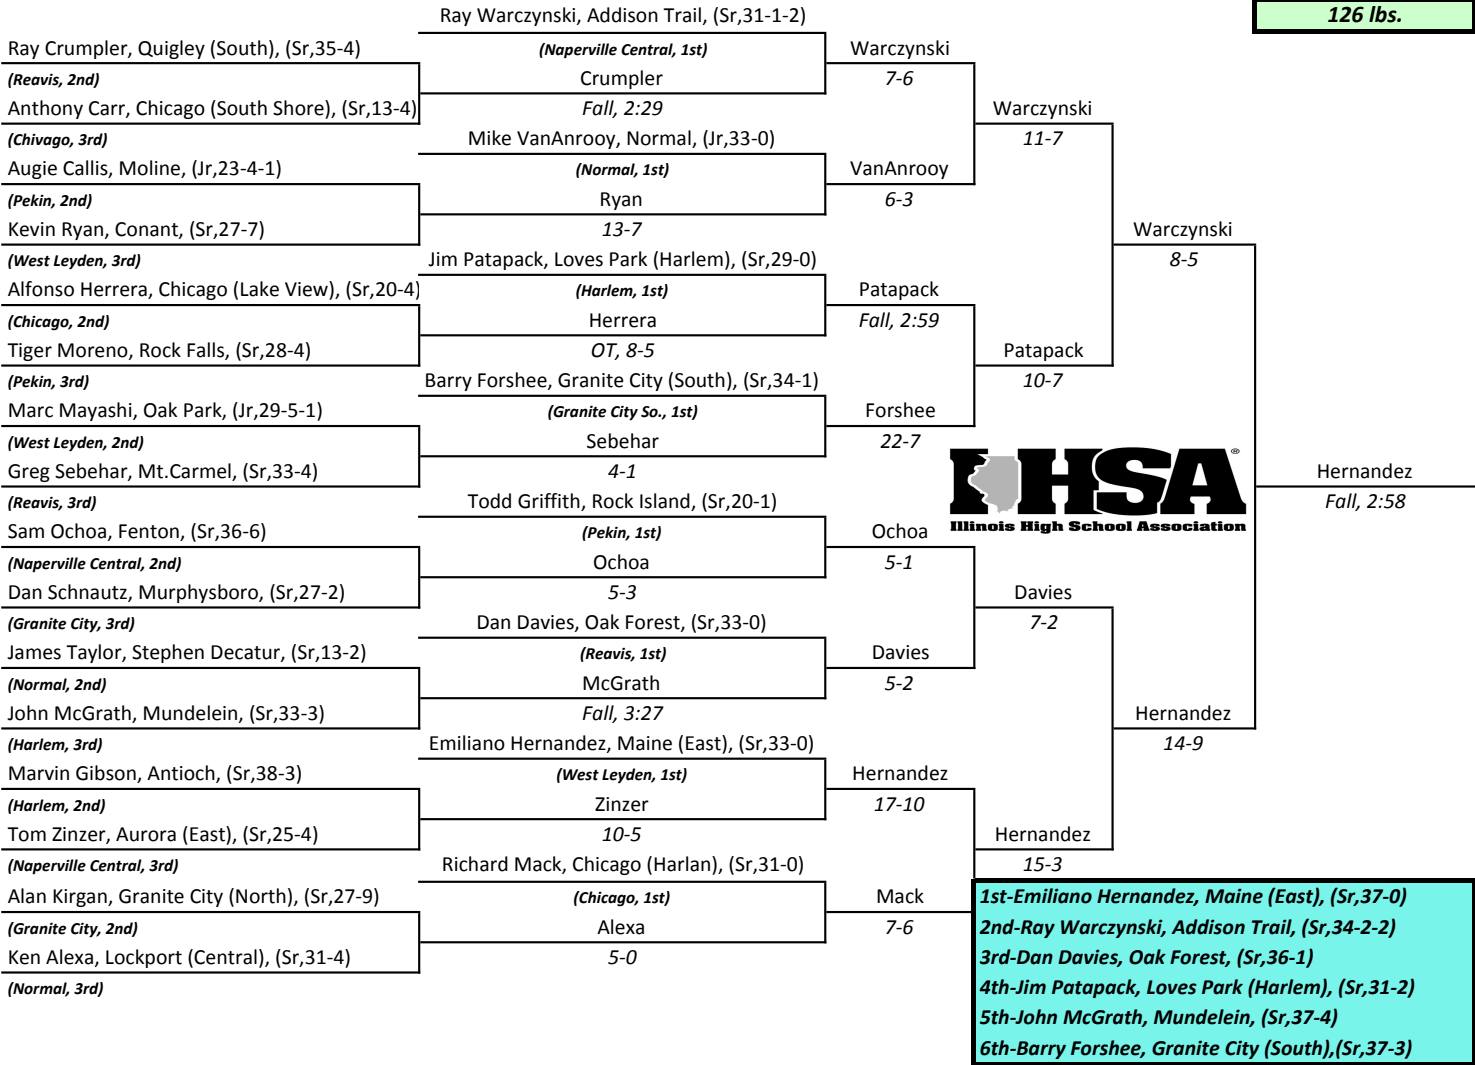 Ray Warczynski, Addison Trail, (Sr,31-1-2)
126 lbs.
Ray Crumpler, Quigley (South), (Sr,35-4)
(Naperville Central, 1st)
Warczynski
(Reavis, 2nd)
Crumpler
7-6
Anthony Carr, Chicago (South Shore), (Sr,13-4)
Fall, 2:29
Warczynski
(Chivago, 3rd)
Mike VanAnrooy, Normal, (Jr,33-0)
11-7
Augie Callis, Moline, (Jr,23-4-1)
(Normal, 1st)
VanAnrooy
(Pekin, 2nd)
Ryan
6-3
Kevin Ryan, Conant, (Sr,27-7)
13-7
Warczynski
(West Leyden, 3rd)
Jim Patapack, Loves Park (Harlem), (Sr,29-0)
8-5
Alfonso Herrera, Chicago (Lake View), (Sr,20-4)
(Harlem, 1st)
Patapack
(Chicago, 2nd)
Herrera
Fall, 2:59
Tiger Moreno, Rock Falls, (Sr,28-4)
OT, 8-5
Patapack
(Pekin, 3rd)
Barry Forshee, Granite City (South), (Sr,34-1)
10-7
Marc Mayashi, Oak Park, (Jr,29-5-1)
(Granite City So., 1st)
Forshee
(West Leyden, 2nd)
Sebehar
22-7
Greg Sebehar, Mt.Carmel, (Sr,33-4)
4-1
IHSA®
Hernandez
(Reavis, 3rd)
Todd Griffith, Rock Island, (Sr,20-1)
Fall, 2:58
Illinois High School Association
Sam Ochoa, Fenton, (Sr,36-6)
(Pekin, 1st)
Ochoa
(Naperville Central, 2nd)
Ochoa
5-1
Dan Schnautz, Murphysboro, (Sr,27-2)
5-3
Davies
(Granite City, 3rd)
Dan Davies, Oak Forest, (Sr,33-0)
7-2
James Taylor, Stephen Decatur, (Sr,13-2)
(Reavis, 1st)
Davies
(Normal, 2nd)
McGrath
5-2
John McGrath, Mundelein, (Sr,33-3)
Fall, 3:27
Hernandez
(Harlem, 3rd)
Emiliano Hernandez, Maine (East), (Sr,33-0)
14-9
Marvin Gibson, Antioch, (Sr,38-3)
(West Leyden, 1st)
Hernandez
(Harlem, 2nd)
Zinzer
17-10
Tom Zinzer, Aurora (East), (Sr,25-4)
10-5
Hernandez
(Naperville Central, 3rd)
Richard Mack, Chicago (Harlan), (Sr,31-0)
15-3
Alan Kirgan, Granite City (North), (Sr,27-9)
(Chicago, 1st)
Mack
(Granite City, 2nd)
Alexa
7-6
Ken Alexa, Lockport (Central), (Sr,31-4)
5-0
(Normal, 3rd)
1st-Emiliano Hernandez, Maine (East), (Sr,37-0)
2nd-Ray Warczynski, Addison Trail, (Sr,34-2-2)
3rd-Dan Davies, Oak Forest, (Sr,36-1)
4th-Jim Patapack, Loves Park (Harlem), (Sr,31-2)
5th-John McGrath, Mundelein, (Sr,37-4)
6th-Barry Forshee, Granite City (South),(Sr,37-3)